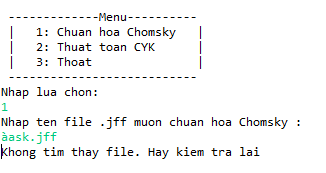 -------------Menu----------
|   1: Chuan hoa Chomsky   |
|   2: Thuat toan CYK      |
|   3: Thoat               |
---------------------------
Nhap lua chon:
1
Nhap ten file .jff muon chuan hoa Chomsky :
àask.jff
Khong tim thay file. Hay kiem tra lai